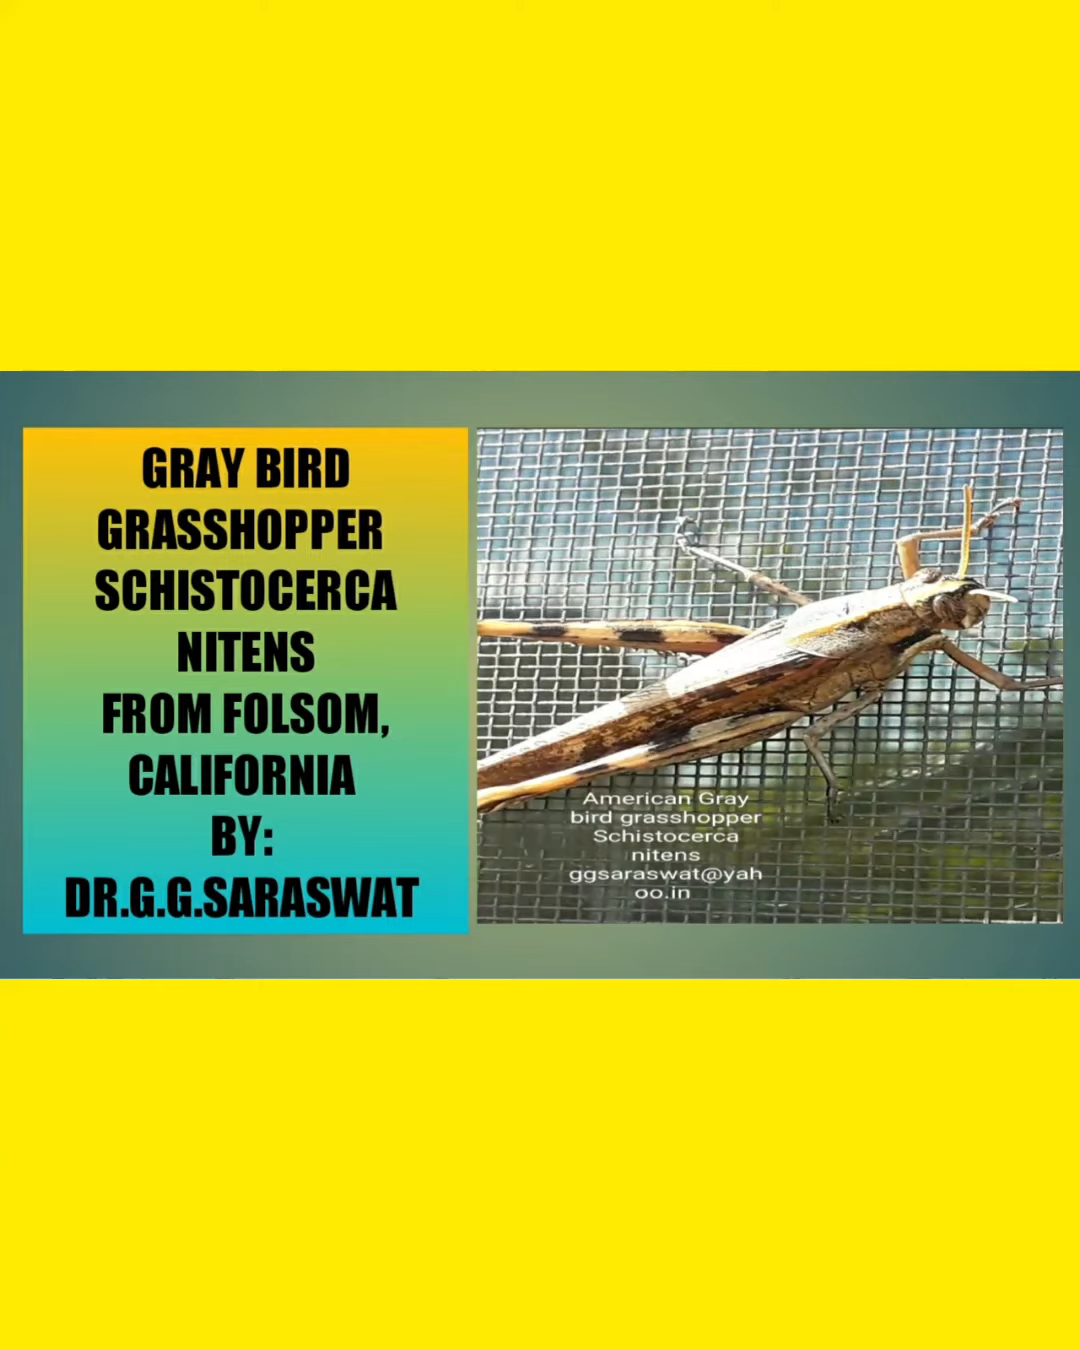 GRAY BIRD
GRASSHOPPER
SCHISTOCERCA
NITENS
FROM FOLSOM,
CALIFORNIA
BY:
DR.G.G.SARASWAT
American Gray
bird grasshopper
Schistocerca
nitens
ggsaraswat@yah
oo.in